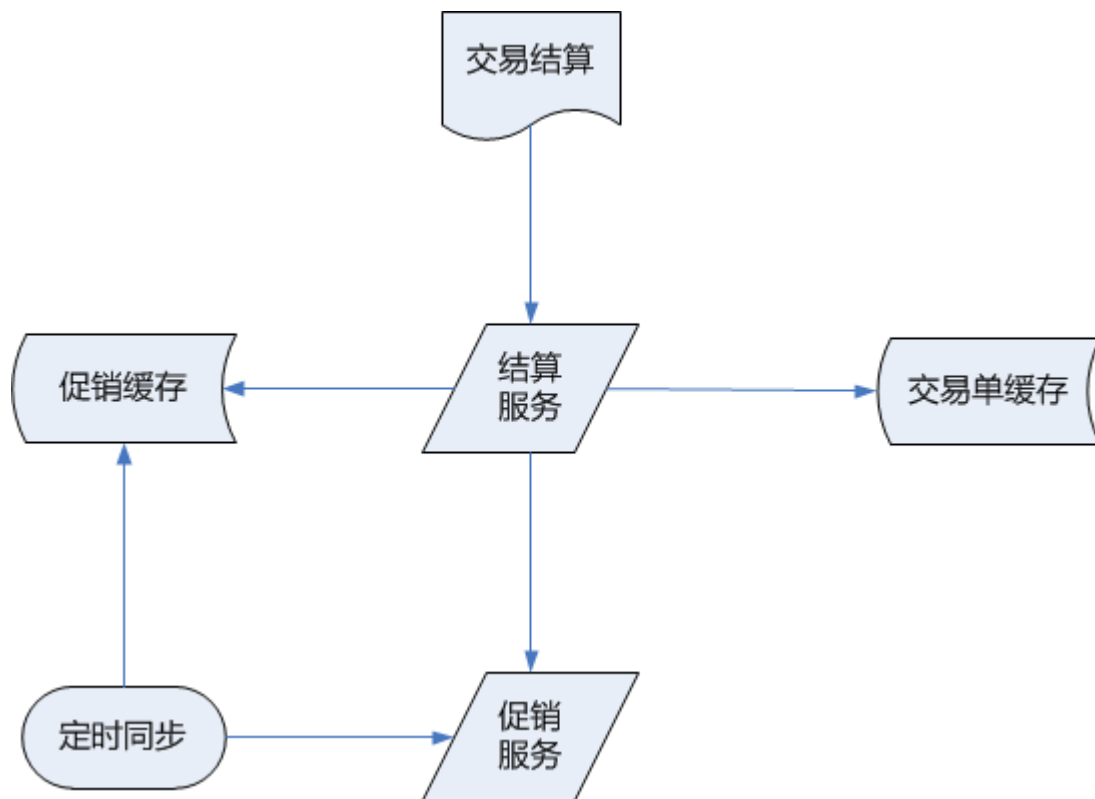 交易结算
促销缓存
结算
服务
交易单缓存
定时同步
促销
服务